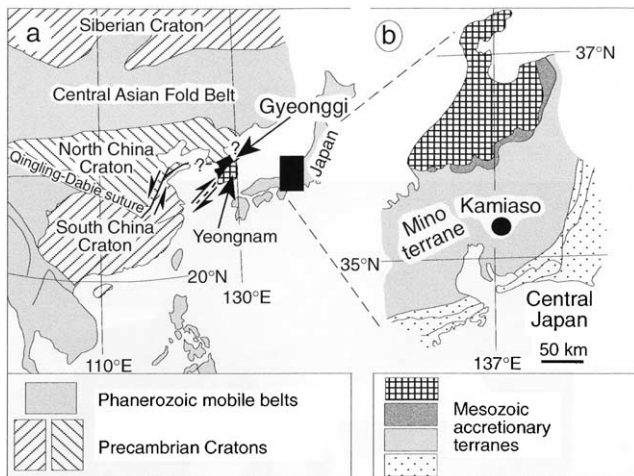 a
Siberian Craton
Central Asian Fold Belt
Gyeonggi
?
North China
Craton
?
Japan
Qingling-Dabie suture
South China
Craton
Yeongnam
20°N
130°E
110°E
b
37°N
Mino
terrane
Kamiaso
35°N
Central
Japan
137°E
50 km
Phanerozoic mobile belts
Precambrian Cratons
Mesozoic
accretionary
terranes